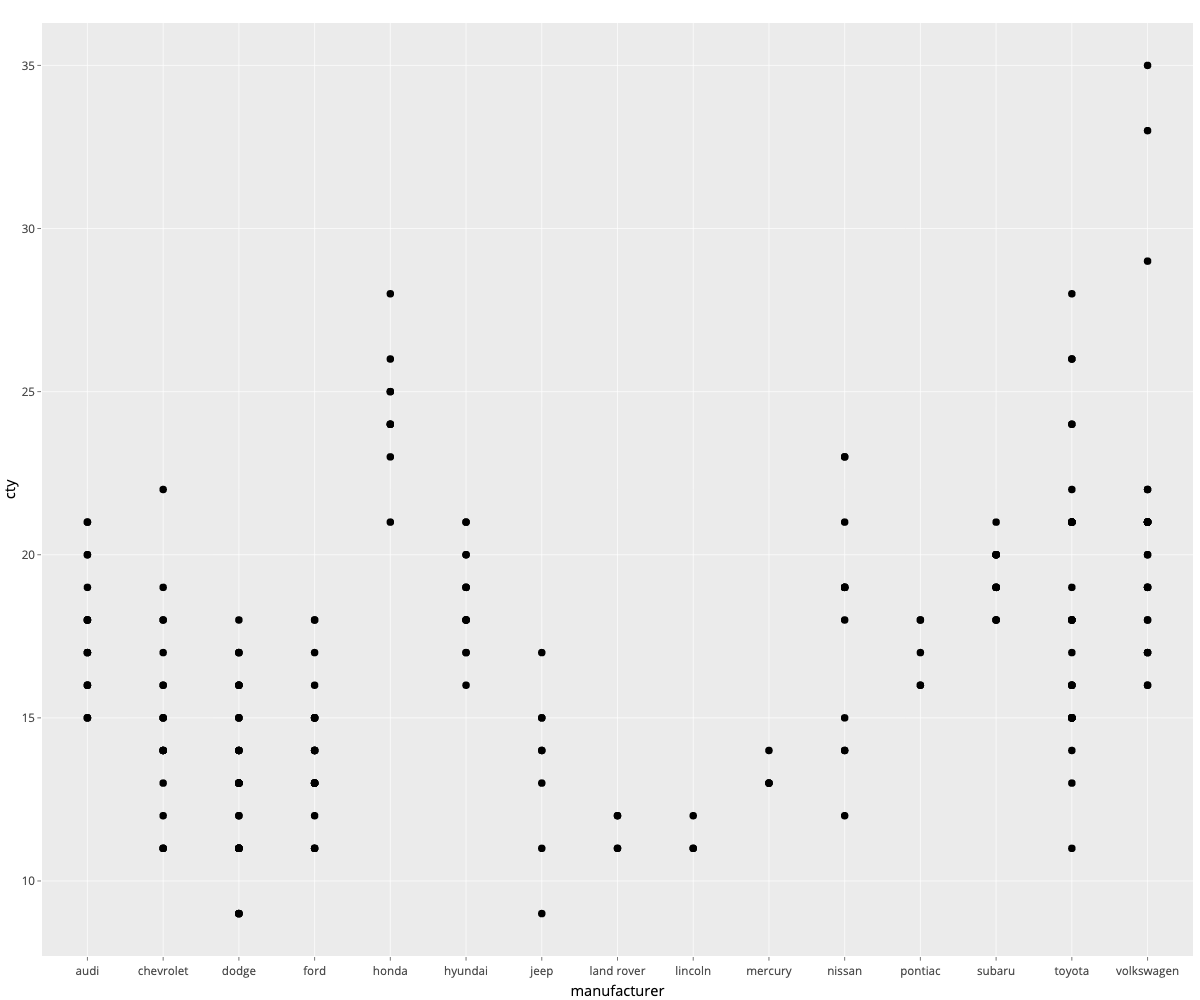 35
30
25
20
15
10
cty
audi chevrolet dodge ford honda hyundai jeep land rover lincoln mercury nissan pontiac subaru toyota volkswagen
manufacturer